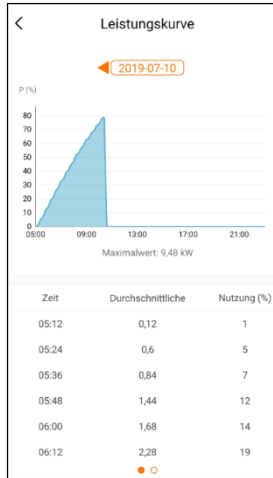 Leistungskurve
2019-07-10
P (%)
80
70
60
50
40
30
20
10
0
05:00 09:00 13:00 17:00 21:00
Maximalwert: 9,48 kW
Zeit Durchschnittliche Nutzung (%)
05:12 0,12 1
05:24 0,6 5
05:36 0,84 7
05:48 1,44 12
06:00 1,68 14
06:12 2,28 19